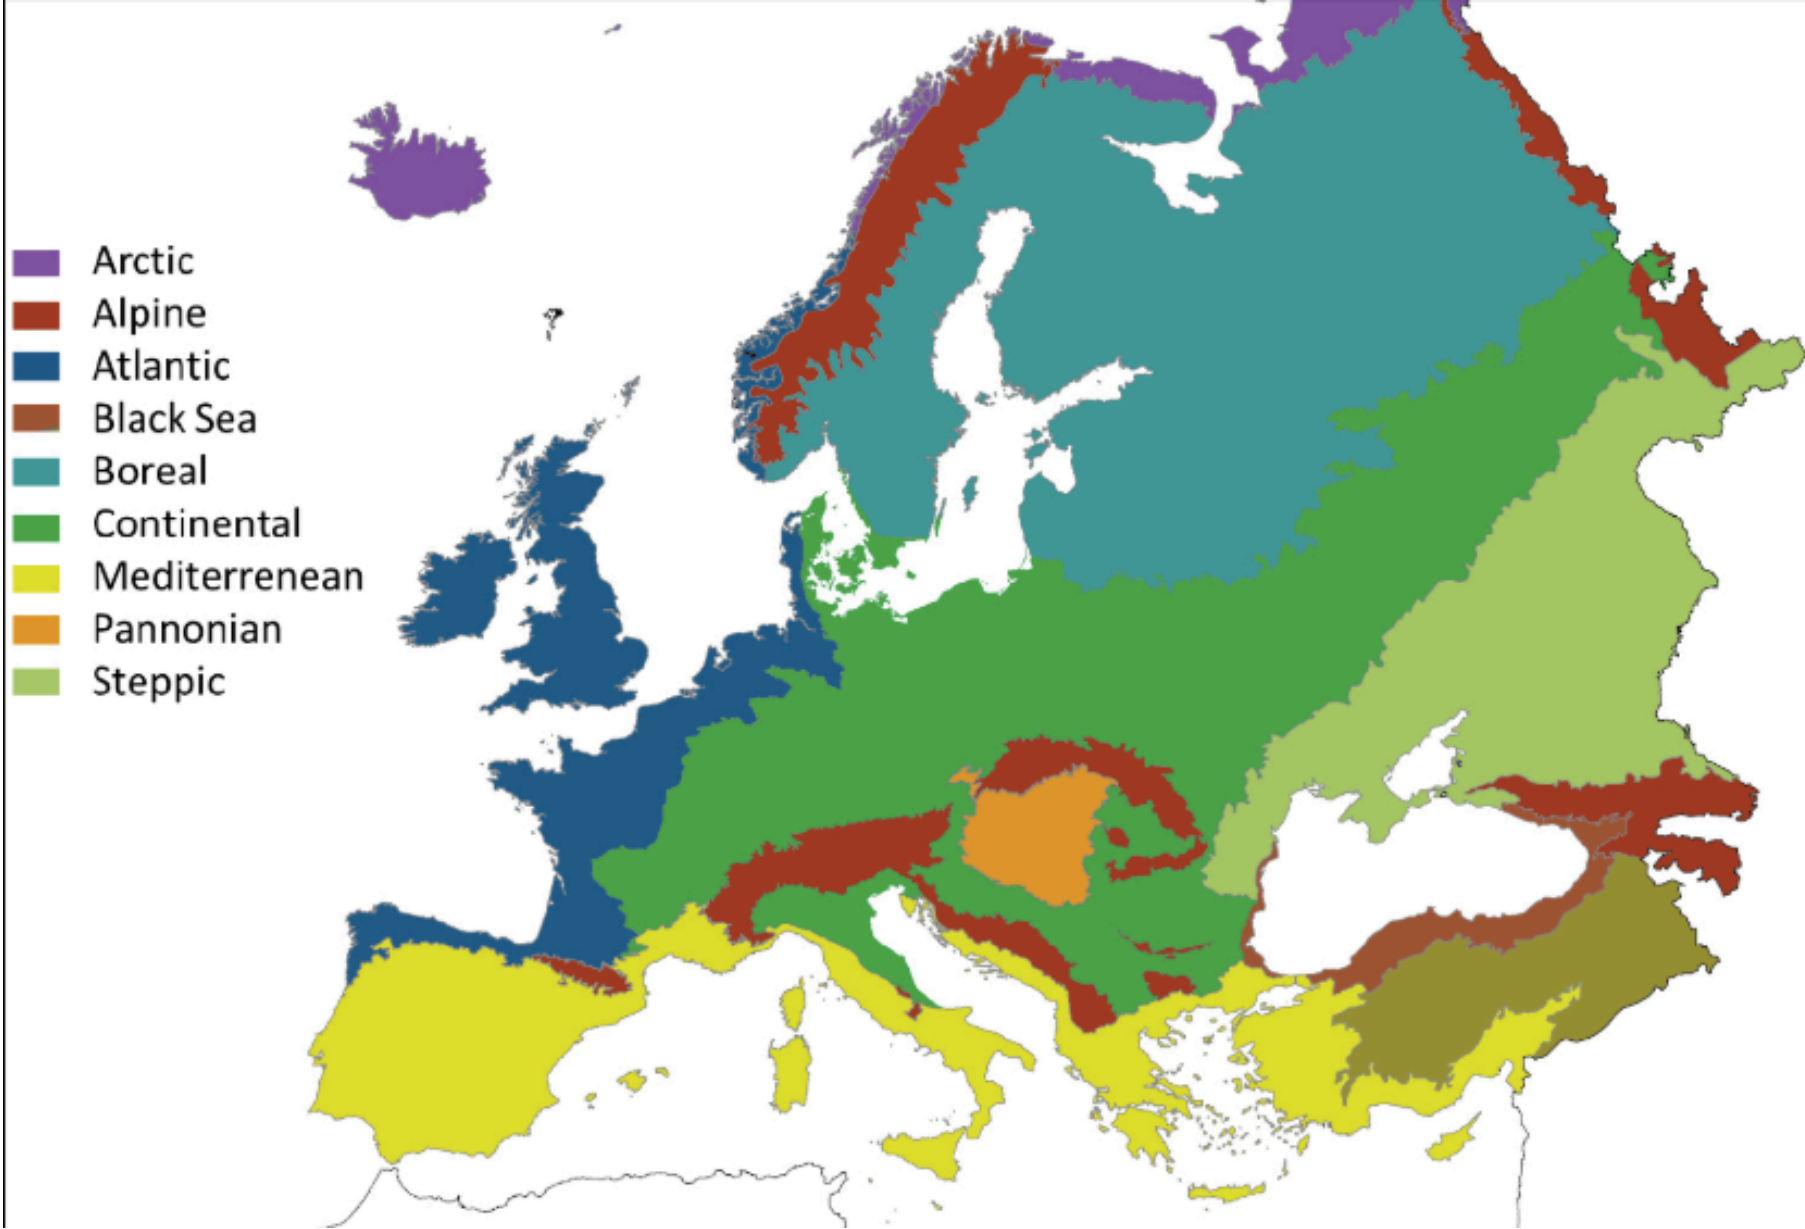 Arctic
Alpine
Atlantic
Black Sea
Boreal
Continental
Mediterrenean
Pannonian
Steppic